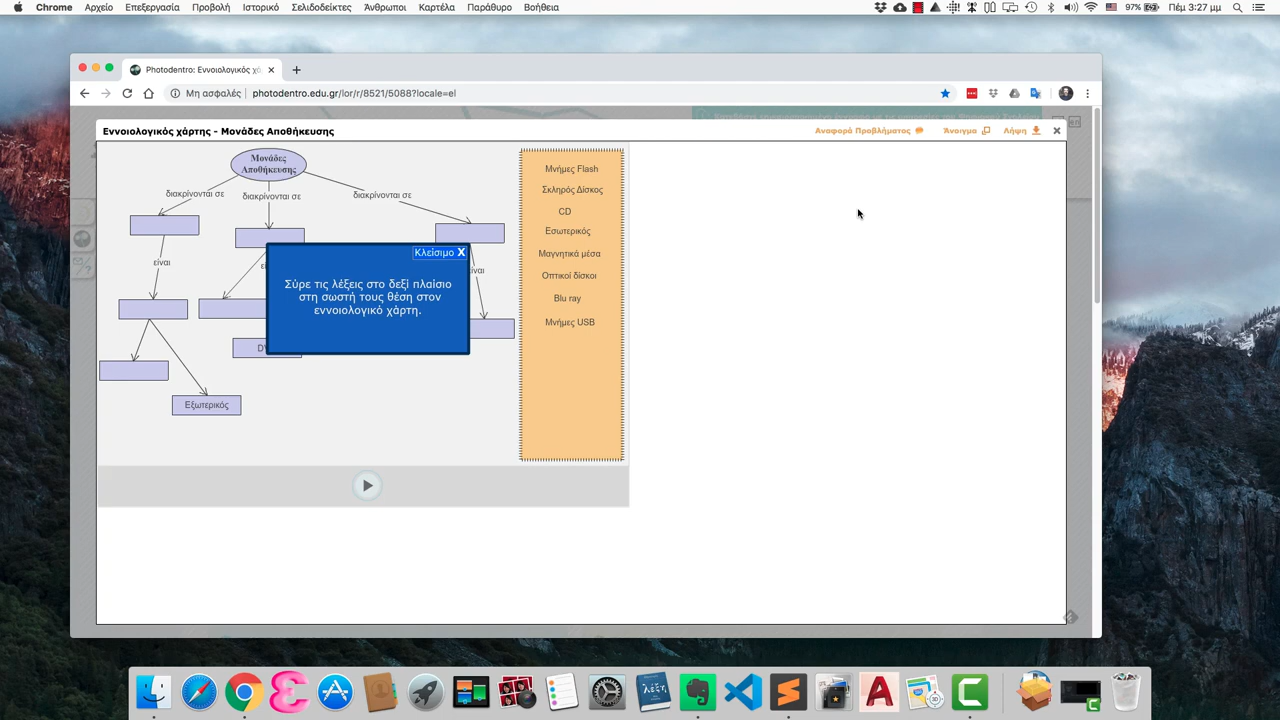 Chrome Αρχείο Επεξεργασία Προβολή Ιστορικό Σελιδοδείκτες Άνθρωποι Καρτέλα Παράθυρο Βοήθεια 97% Πέμ 3:27 μμ
Photodentro: Εννοιολογικός χά
Μη ασφαλές photodentro.edu.gr/lor/r/8521/5088?locale=el
Εννοιολογικός χάρτης - Μονάδες Αποθήκευσης Αναφορά Προβλήματος Άνοιγμα Λήψη
Μονάδες
Αποθήκευσης
διακρίνονται σε
διακρίνονται σε
διακρίνονται σε
είναι
Κλείσιμο X
Σύρε τις λέξεις στο δεξί πλαίσιο
στη σωστή τους θέση στον
εννοιολογικό χάρτη.
Εξωτερικός
Μνήμες Flash
Σκληρός Δίσκος
CD
Εσωτερικός
Μαγνητικά μέσα
Οπτικοί δίσκοι
Blu ray
Μνήμες USB
λέξη